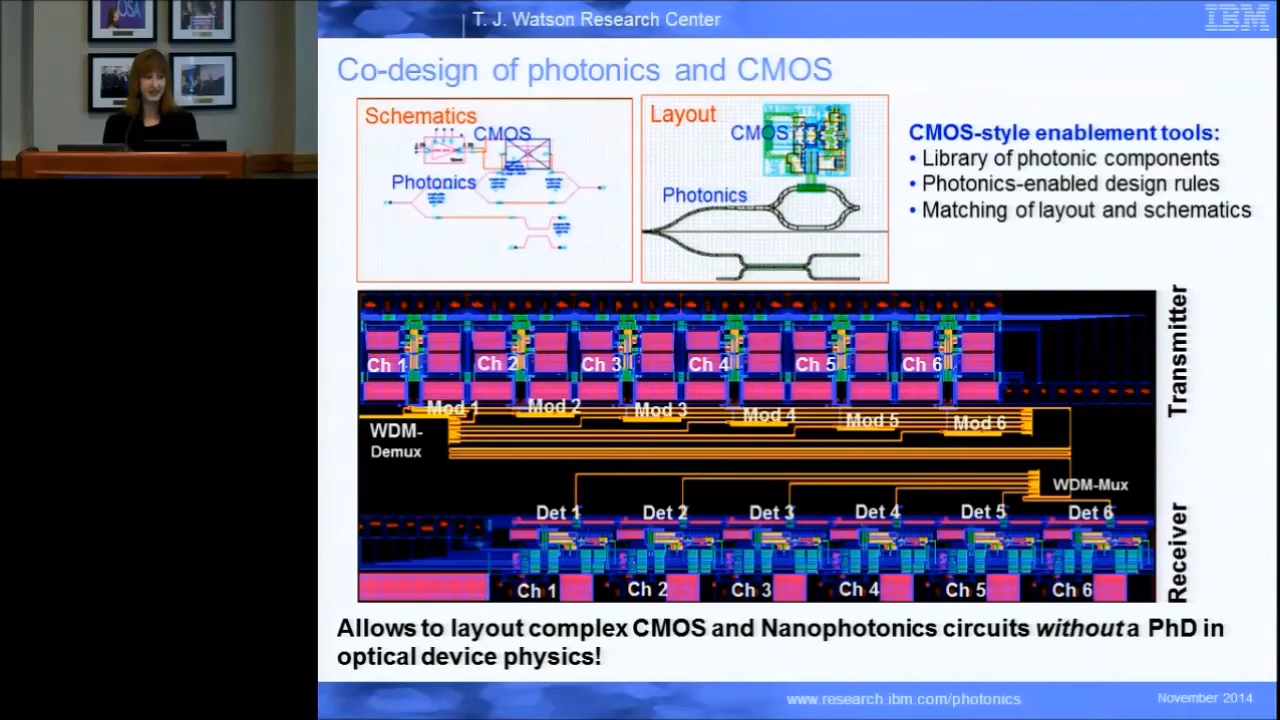 OSA
T. J. Watson Research Center
IBM
Co-design of photonics and CMOS
Schematics
CMOS
Photonics
Layout
CMOS
Photonics
CMOS-style enablement tools:
• Library of photonic components
• Photonics-enabled design rules
• Matching of layout and schematics
Ch 1 Ch 2 Ch 3 Ch 4 Ch 5 Ch 6
Transmitter
Mod 1 Mod 2 Mod 3 Mod 4 Mod 5 Mod 6
WDM-
Demux
WDM-Mux
Det 1 Det 2 Det 3 Det 4 Det 5 Det 6
Receiver
Ch 1 Ch 2 Ch 3 Ch 4 Ch 5 Ch 6
Allows to layout complex CMOS and Nanophotonics circuits without a PhD in
optical device physics!
www.research.ibm.com/photonics
November 2014